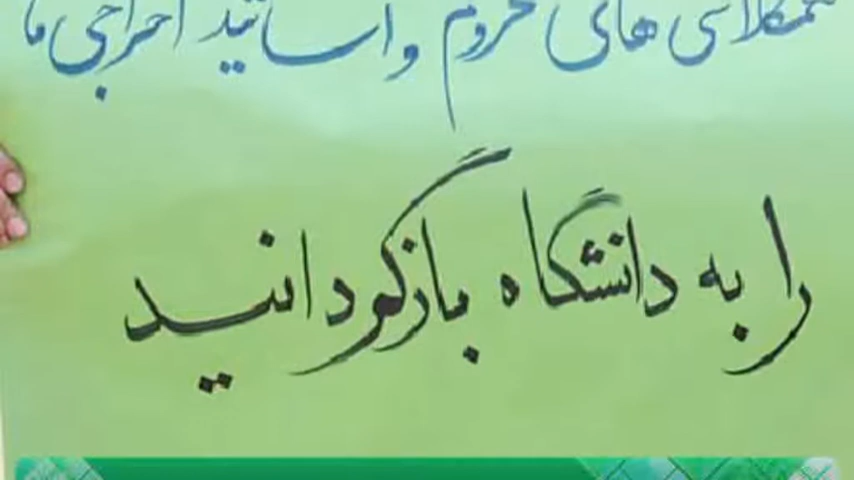 همکلاسی های محروم و اساتید اخراجی ما
را به دانشگاه بازگردانید